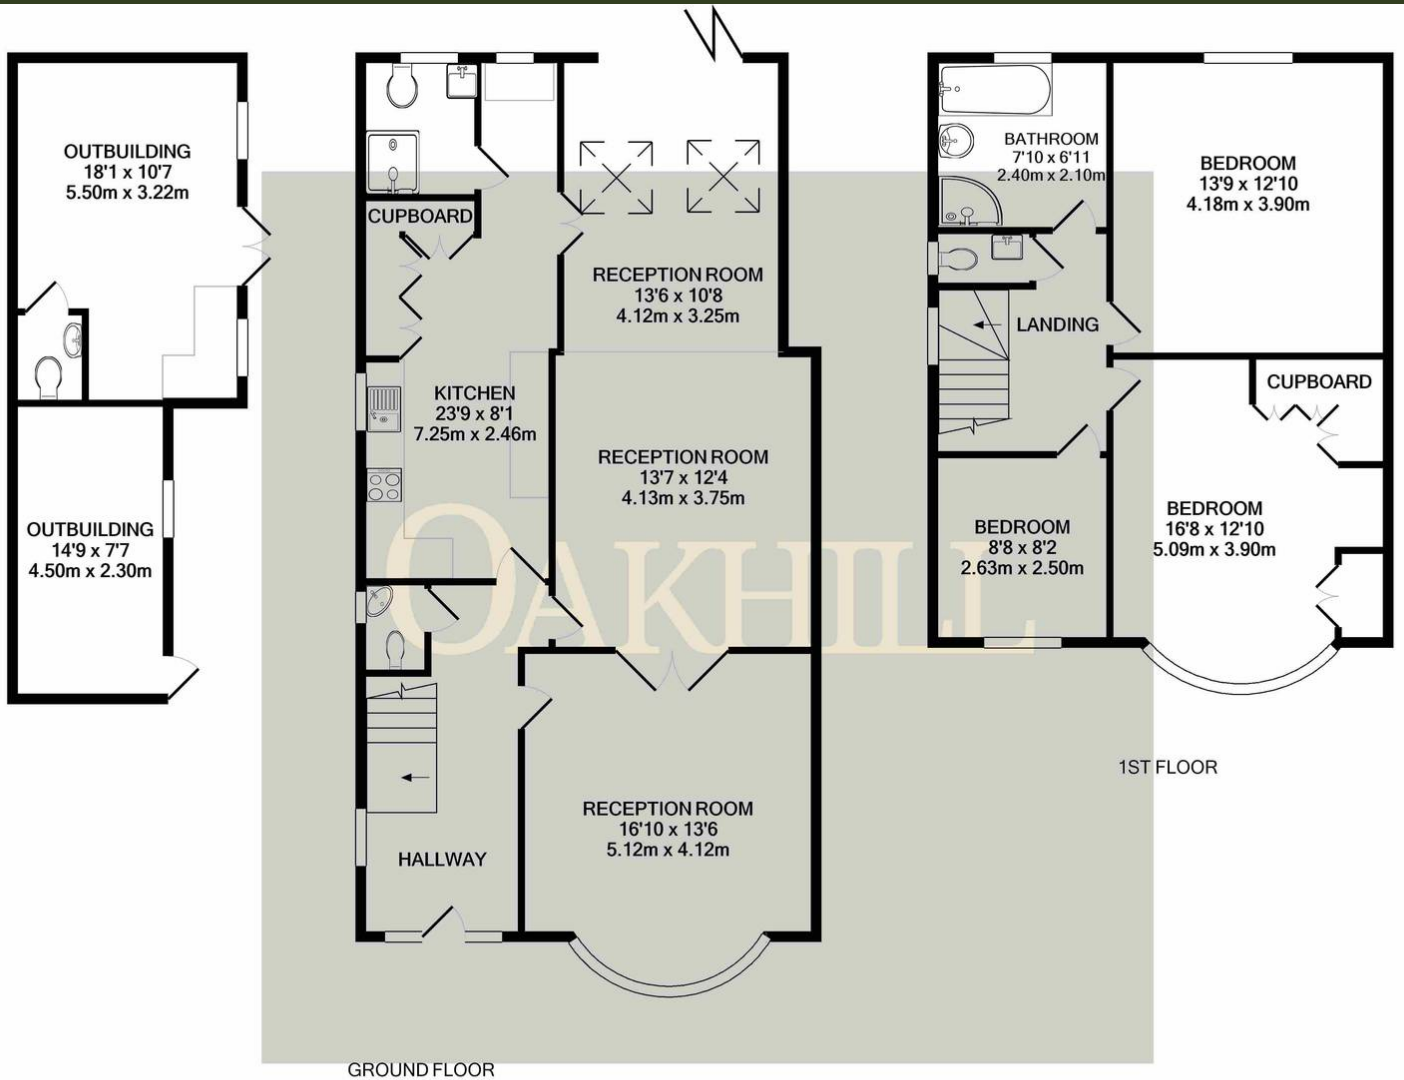 OUTBUILDING
18'1 x 10'7
5.50m x 3.22m
OUTBUILDING
14'9 x 7'7
4.50m x 2.30m
CUPBOARD
RECEPTION ROOM
13'6 x 10'8
4.12m x 3.25m
KITCHEN
23'9 x 8'1
7.25m x 2.46m
RECEPTION ROOM
13'7 x 12'4
4.13m x 3.75m
OAKHILL
RECEPTION ROOM
16'10 x 13'6
5.12m x 4.12m
HALLWAY
GROUND FLOOR
BATHROOM
7'10 x 6'11
2.40m x 2.10m
BEDROOM
13'9 x 12'10
4.18m x 3.90m
LANDING
CUPBOARD
BEDROOM
16'8 x 12'10
5.09m x 3.90m
BEDROOM
8'8 x 8'2
2.63m x 2.50m
1ST FLOOR